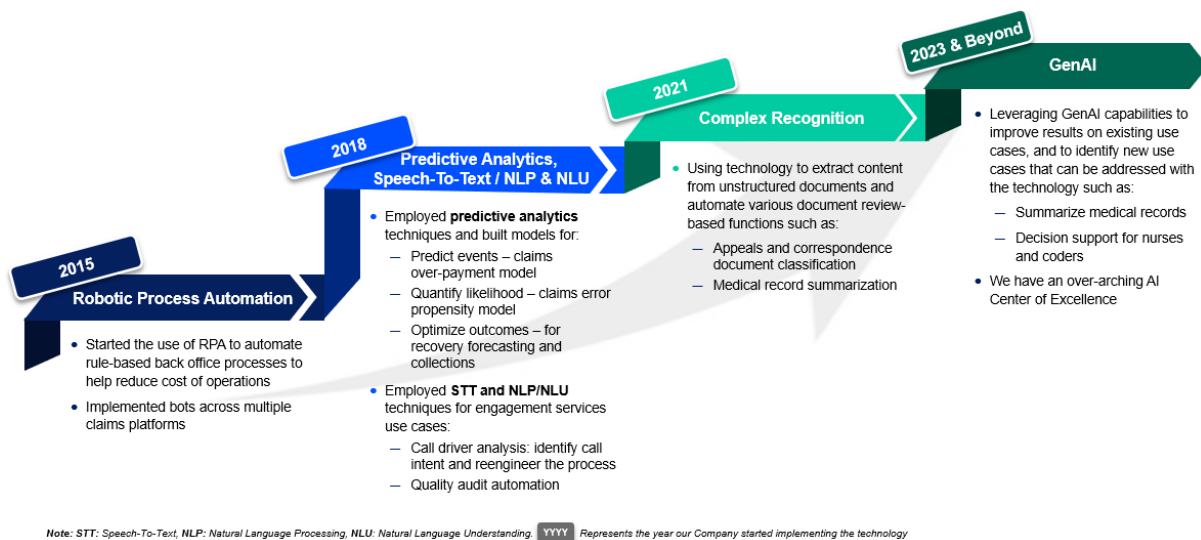 2015
Robotic Process Automation
• Started the use of RPA to automate
rule-based back office processes to
help reduce cost of operations
• Implemented bots across multiple
claims platforms
2018
Predictive Analytics,
Speech-To-Text / NLP & NLU
• Employed predictive analytics
techniques and built models for:
— Predict events – claims
over-payment model
— Quantify likelihood – claims error
propensity model
— Optimize outcomes – for
recovery forecasting and
collections
• Employed STT and NLP/NLU
techniques for engagement services
use cases:
— Call driver analysis: identify call
intent and reengineer the process
— Quality audit automation
2021
Complex Recognition
• Using technology to extract content
from unstructured documents and
automate various document review-
based functions such as:
— Appeals and correspondence
document classification
— Medical record summarization
2023 & Beyond
GenAI
• Leveraging GenAI capabilities to
improve results on existing use
cases, and to identify new use
cases that can be addressed with
the technology such as:
— Summarize medical records
— Decision support for nurses
and coders
• We have an over-arching AI
Center of Excellence
Note: STT: Speech-To-Text, NLP: Natural Language Processing, NLU: Natural Language Understanding. YYYY Represents the year our Company started implementing the technology